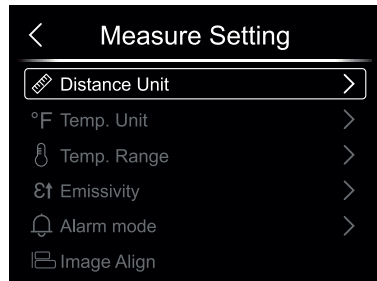 Measure Setting
Distance Unit
°F Temp. Unit
Temp. Range
Ɛ↑ Emissivity
Alarm mode
Image Align